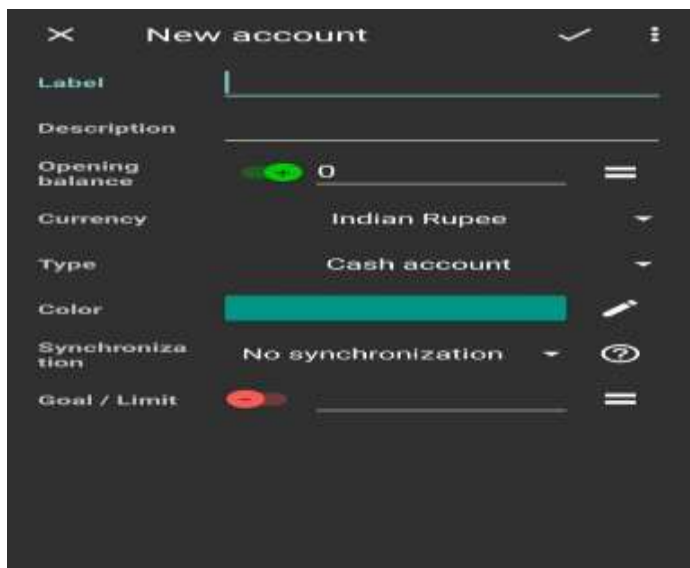 New account
Label
Description
Opening
balance
0
Currency
Indian Rupee
Type
Cash account
Color
Synchroniza
tion
No synchronization
Goal / Limit